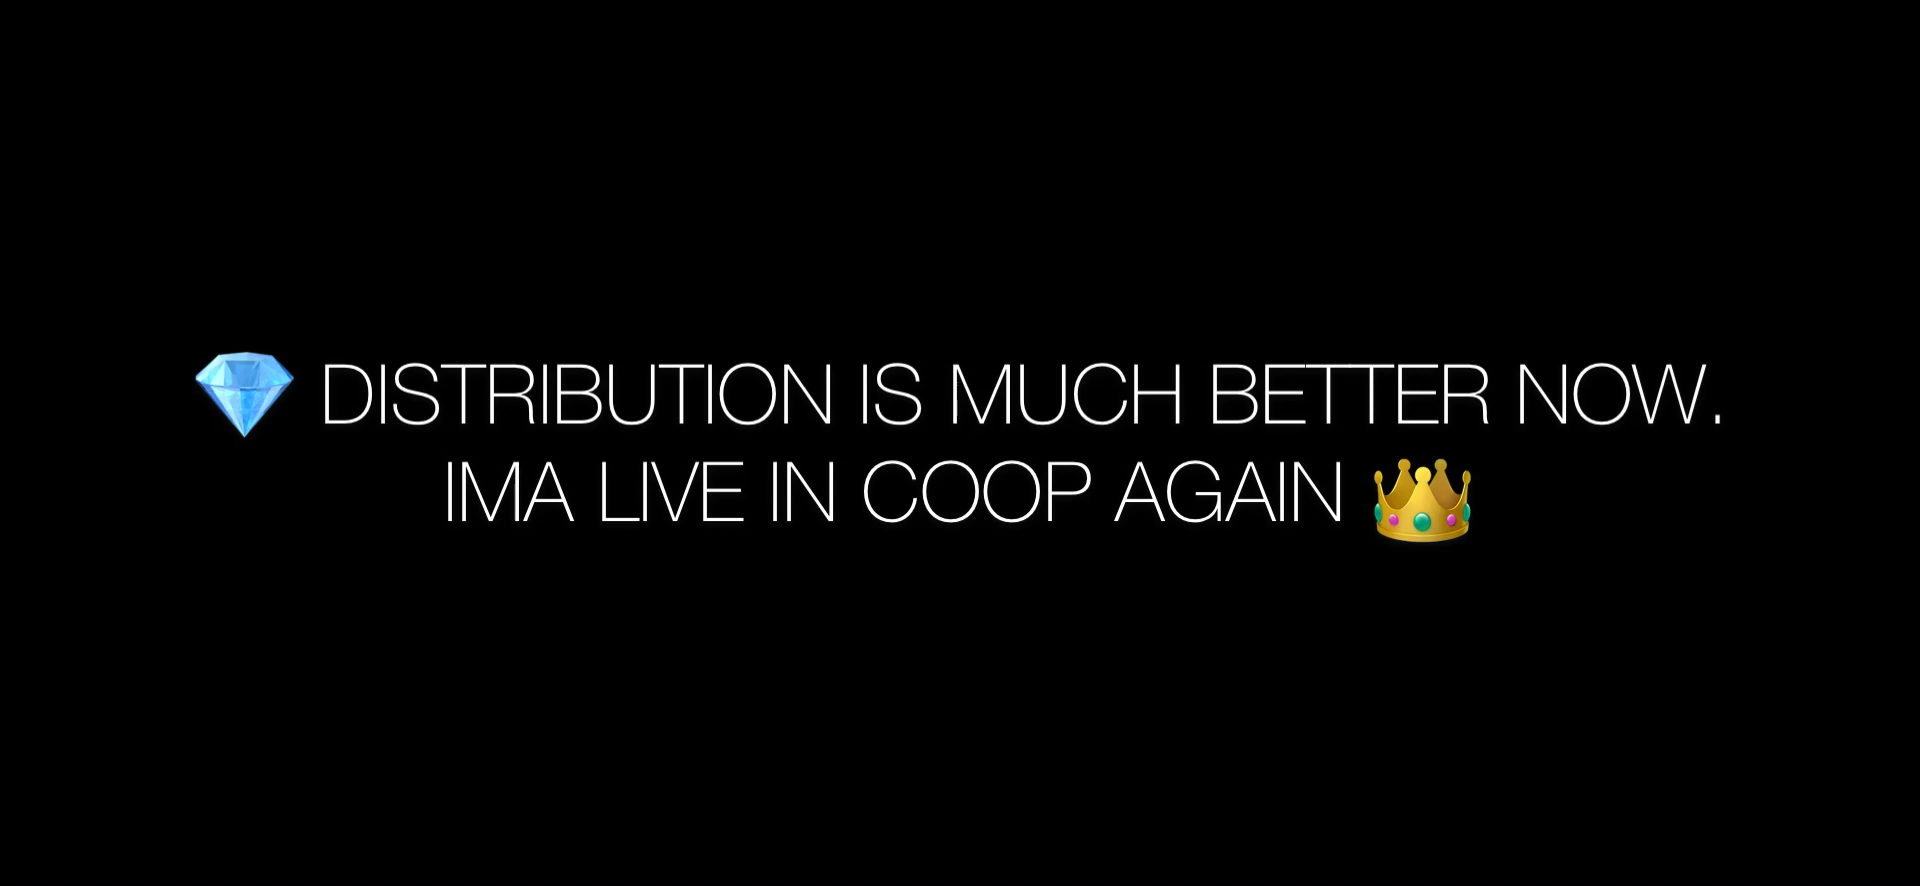 💎 DISTRIBUTION IS MUCH BETTER NOW.
IMA LIVE IN COOP AGAIN 👑